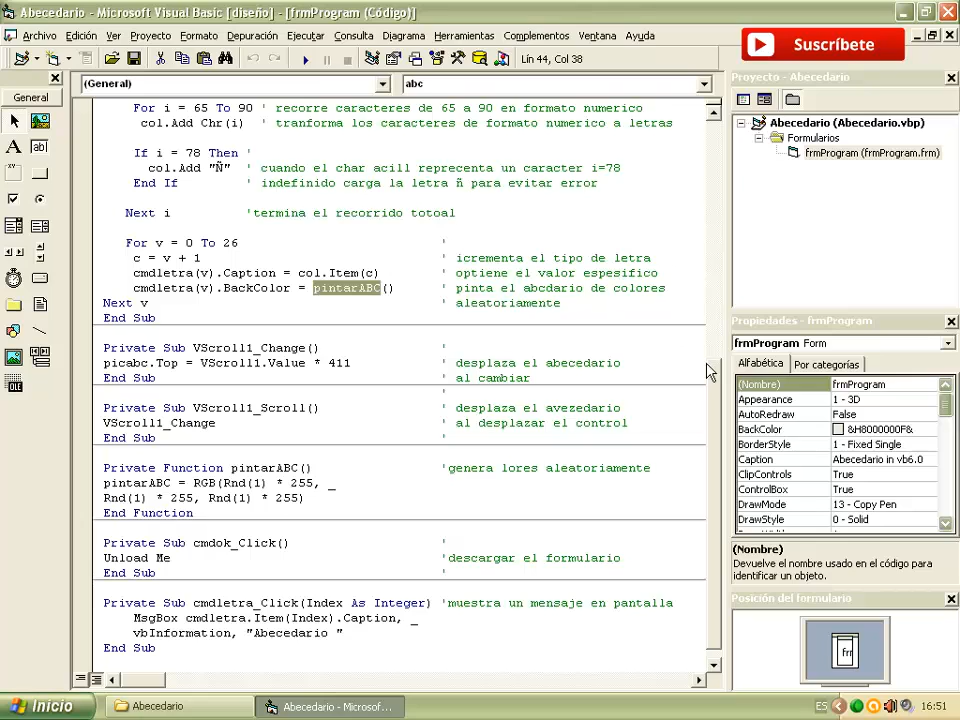 Abecedario - Microsoft Visual Basic [diseño] - [frmProgram (Código)]
Archivo Edición Ver Proyecto Formato Depuración Ejecutar Consulta Diagrama Herramientas Complementos Ventana Ayuda
Suscríbete
Lín 44, Col 38
General
(General) abc
For i = 65 To 90 ' recorre caracteres de 65 a 90 en formato numerico
col.Add Chr(i) ' tranforma los caracteres de formato numerico a letras
If i = 78 Then '
col.Add "Ñ" ' cuando el char acill reprecenta un caracter i=78
End If ' indefinido carga la letra ñ para evitar error
Next i 'termina el recorrido totoal
For v = 0 To 26 '
c = v + 1 ' icrementa el tipo de letra
cmdletra(v).Caption = col.Item(c) ' optiene el valor espesifico
cmdletra(v).BackColor = pintarABC() ' pinta el abcdario de colores
Next v ' aleatoriamente
End Sub
Private Sub VScroll1_Change() '
picabc.Top = VScroll1.Value * 411 ' desplaza el abecedario
End Sub ' al cambiar
'
Private Sub VScroll1_Scroll() ' desplaza el avezedario
VScroll1_Change ' al desplazar el control
End Sub '
Private Function pintarABC() 'genera lores aleatoriamente
pintarABC = RGB(Rnd(1) * 255, _
Rnd(1) * 255, Rnd(1) * 255)
End Function
Private Sub cmdok_Click() '
Unload Me 'descargar el formulario
End Sub '
Private Sub cmdletra_Click(Index As Integer) 'muestra un mensaje en pantalla
MsgBox cmdletra.Item(Index).Caption, _
vbInformation, "Abecedario "
End Sub
Proyecto - Abecedario
Abecedario (Abecedario.vbp)
Formularios
frmProgram (frmProgram.frm)
Propiedades - frmProgram
frmProgram Form
Alfabética Por categorías
(Nombre) frmProgram
Appearance 1 - 3D
AutoRedraw False
BackColor &H8000000F&
BorderStyle 1 - Fixed Single
Caption Abecedario in vb6.0
ClipControls True
ControlBox True
DrawMode 13 - Copy Pen
DrawStyle 0 - Solid
(Nombre)
Devuelve el nombre usado en el código para
identificar un objeto.
Posición del formulario
Inicio Abecedario Abecedario - Microsof... ES 16:51